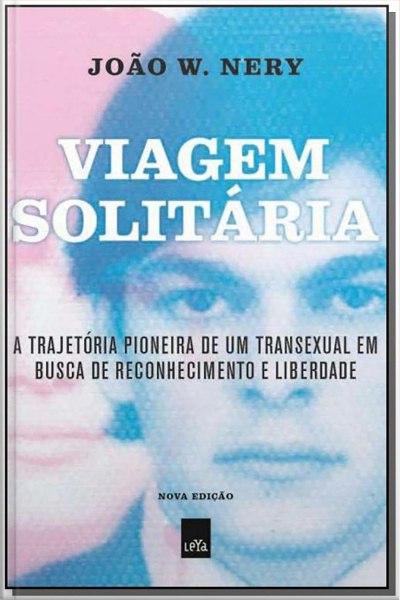 JOÃO W. NERY
VIAGEM
SOLITÁRIA
A TRAJETÓRIA PIONEIRA DE UM TRANSEXUAL EM
BUSCA DE RECONHECIMENTO E LIBERDADE
NOVA EDIÇÃO
LeYa